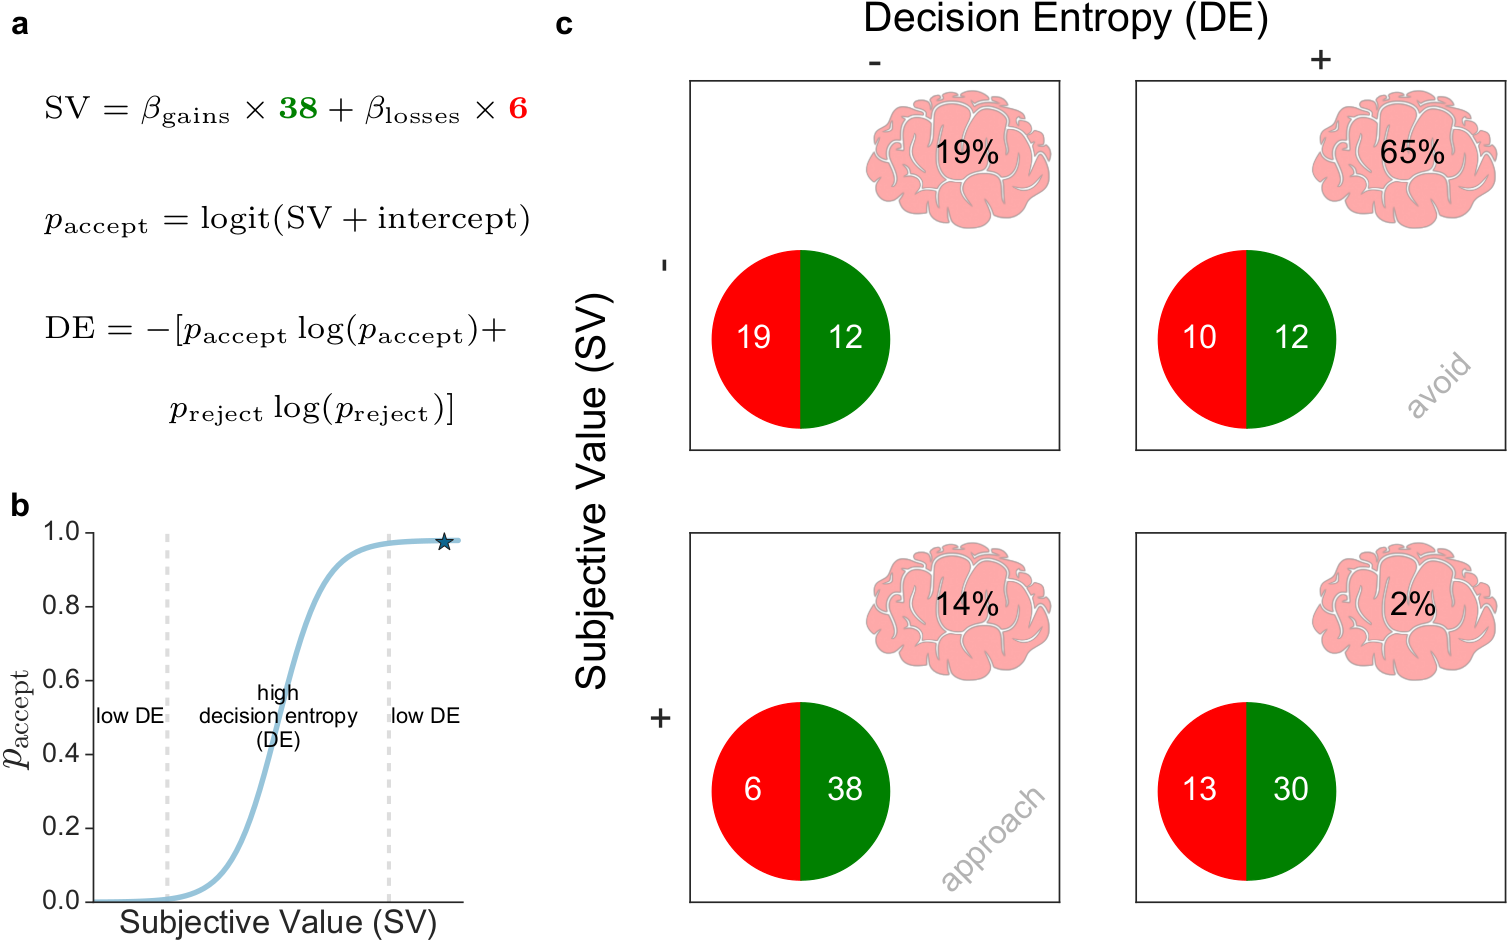 a
SV = βgains × 38 + βlosses × 6
paccept = logit(SV + intercept)
DE = −[paccept log(paccept)+
preject log(preject)]
b
1.0
0.8
0.6
0.4
0.2
0.0
paccept
low DE
high
decision entropy
(DE)
low DE
Subjective Value (SV)
c
Decision Entropy (DE)
-
+
Subjective Value (SV)
-
+
19%
19
12
65%
10
12
avoid
14%
6
38
approach
2%
13
30